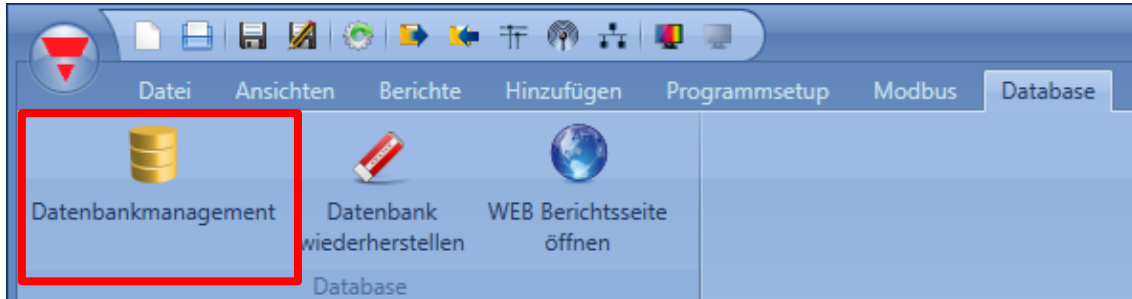 Datei Ansichten Berichte Hinzufügen Programmsetup Modbus Database
Datenbankmanagement Datenbank WEB Berichtsseite
wiederherstellen öffnen
Database